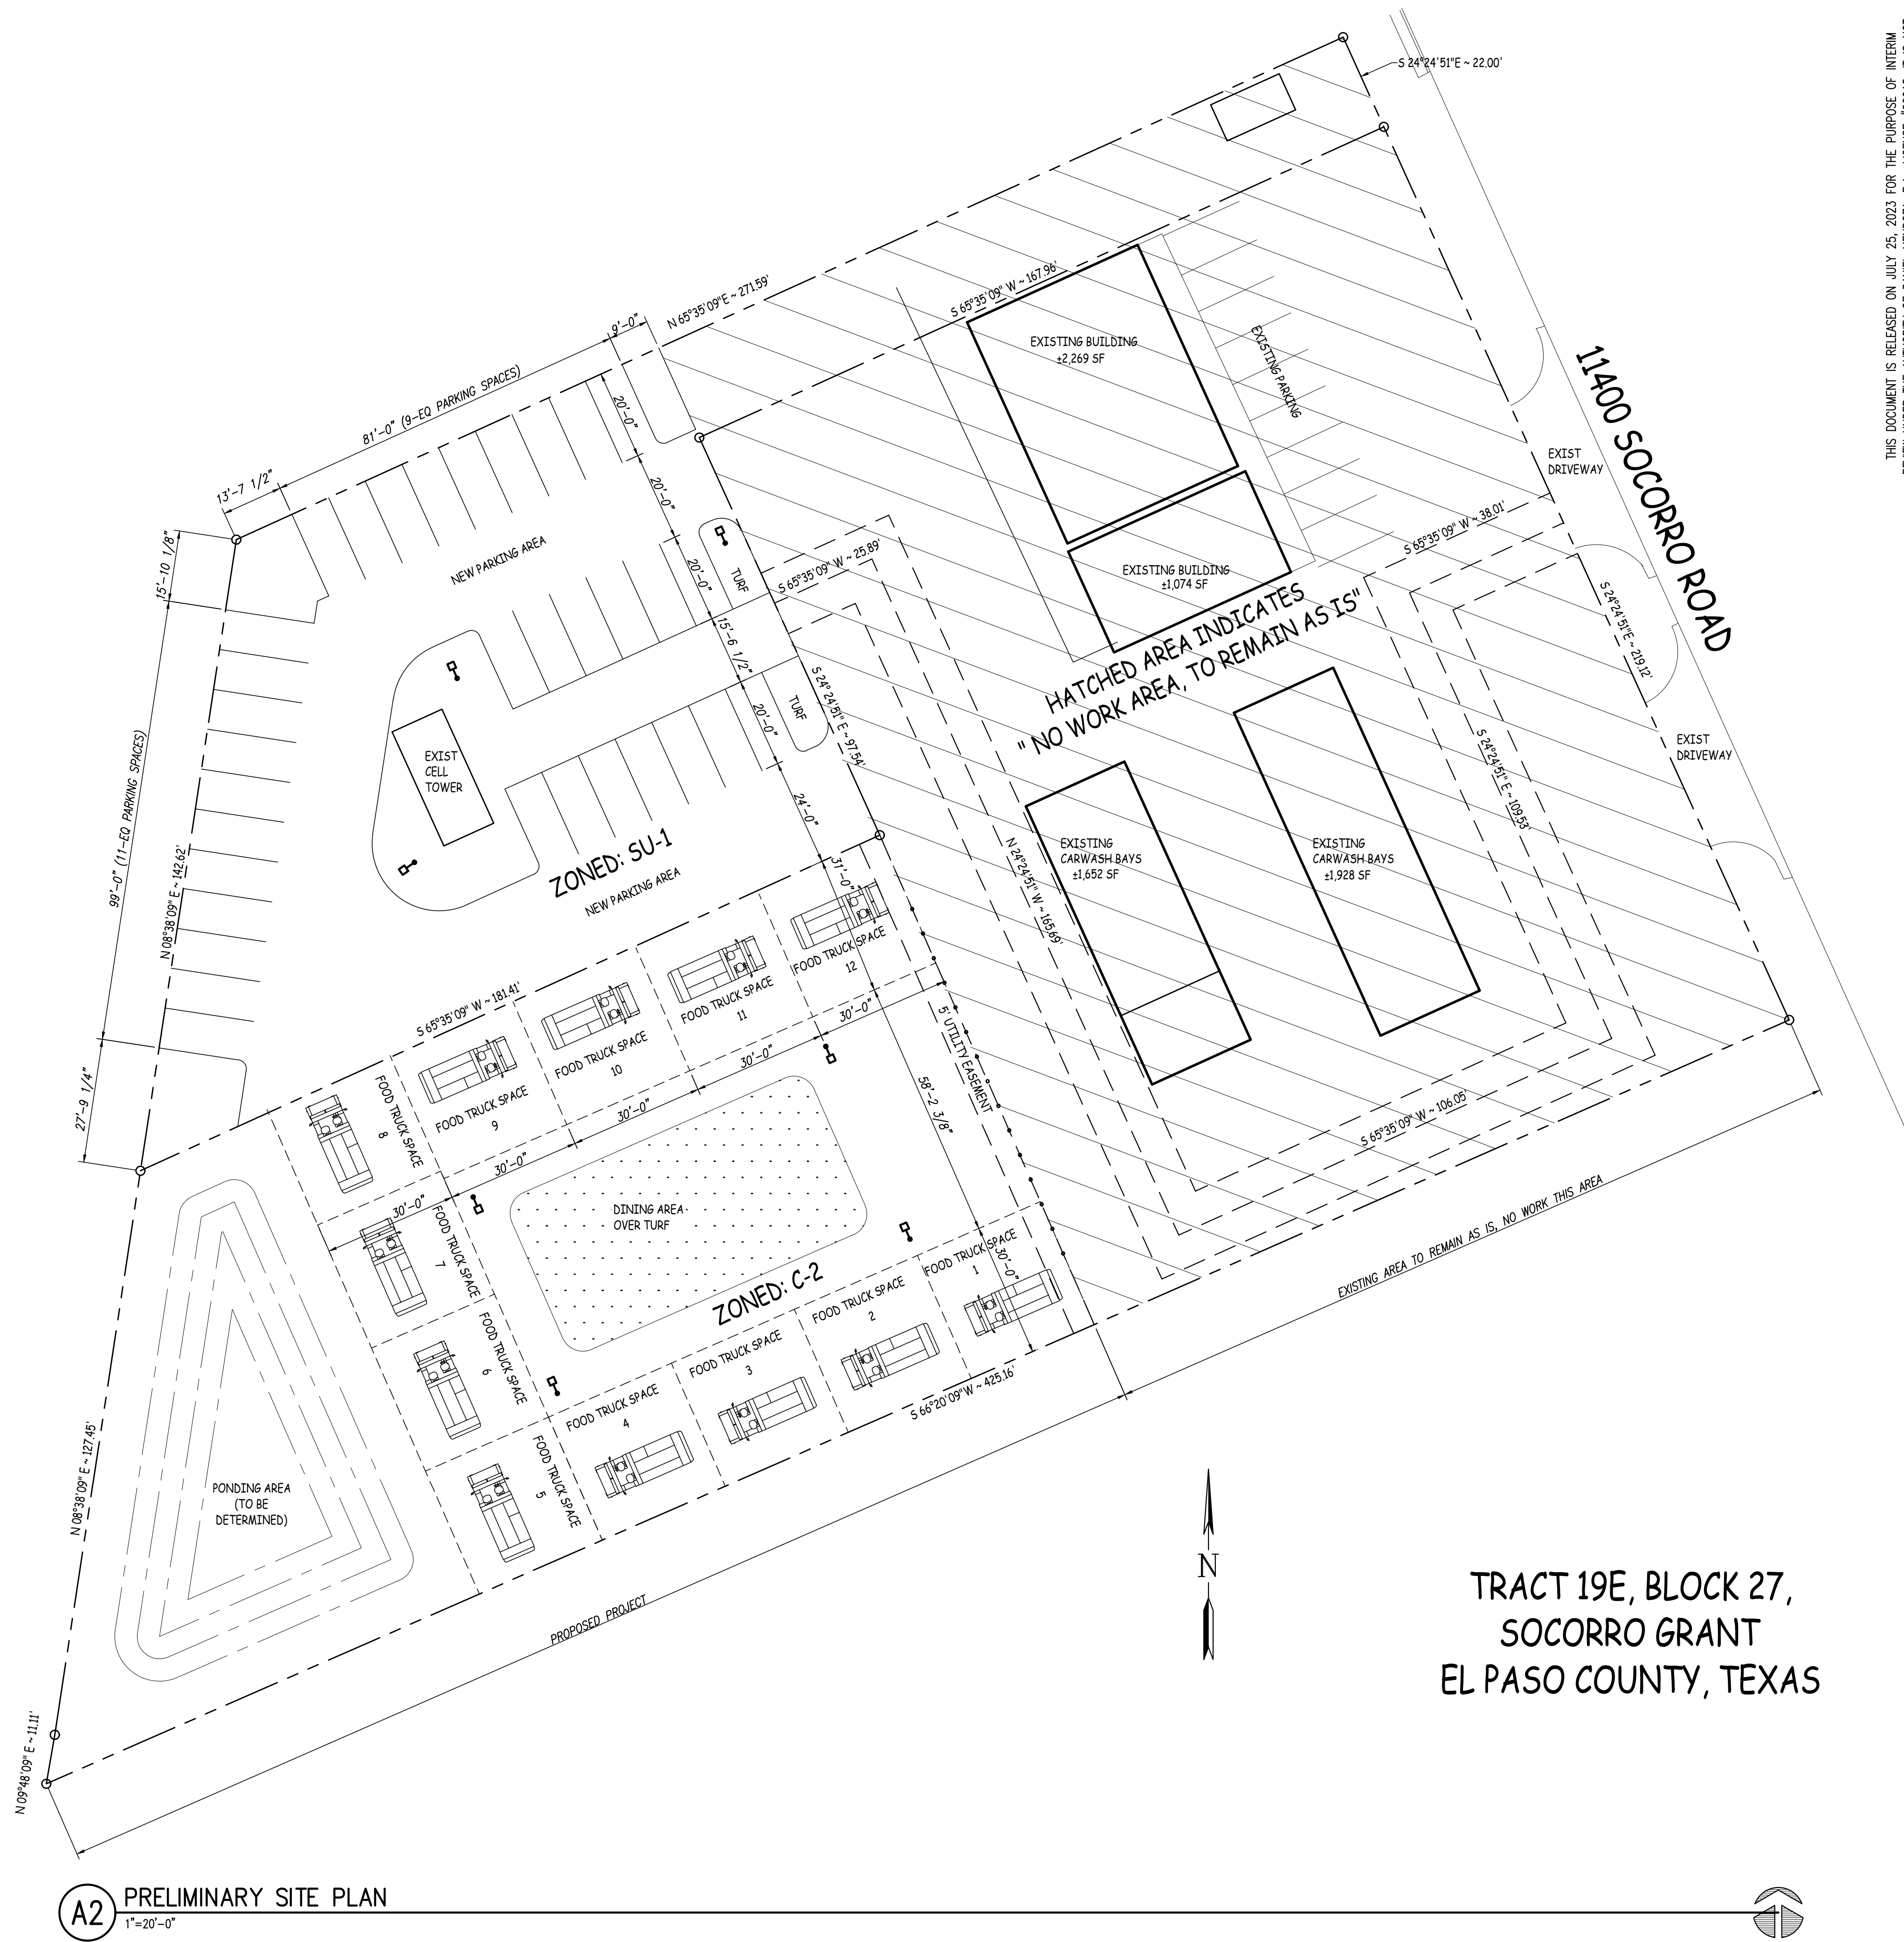 S 24°24'51"E ~ 22.00'
THIS DOCUMENT IS RELEASED ON JULY 25, 2023 FOR THE PURPOSE OF INTERIM
N 65°35'09"E ~ 271.59'
9'-0"
81'-0" (9-EQ PARKING SPACES)
13'-7 1/2"
15'-10 1/8"
20'-0"
20'-0"
20'-0"
15'-6 1/2"
20'-0"
24'-0"
31'-0"
NEW PARKING AREA
TURF
TURF
S 65°35'09" W ~ 167.96'
EXISTING BUILDING
±2,269 SF
EXISTING PARKING
EXISTING BUILDING
±1,074 SF
S 65°35'09" W ~ 25.89'
S 65°35'09" W ~ 38.01'
EXIST
DRIVEWAY
11400 SOCORRO ROAD
S 24°24'51"E ~ 219.12'
HATCHED AREA INDICATES
" NO WORK AREA, TO REMAIN AS IS"
S 24° 24'51" E ~ 97.54'
EXIST
CELL
TOWER
EXIST
DRIVEWAY
99'-0" (11-EQ PARKING SPACES)
N 08°38'09" E ~ 142.62'
ZONED: SU-1
NEW PARKING AREA
EXISTING
CARWASH BAYS
±1,652 SF
EXISTING
CARWASH BAYS
±1,928 SF
S 24°24'51" E ~ 109.53'
N 24°24'51" W ~ 165.69'
S 65°35'09" W ~ 181.41'
27'-9 1/4"
FOOD TRUCK SPACE
12
FOOD TRUCK SPACE
11
FOOD TRUCK SPACE
10
FOOD TRUCK SPACE
9
FOOD TRUCK SPACE
8
FOOD TRUCK SPACE
7
FOOD TRUCK SPACE
6
FOOD TRUCK SPACE
5
30'-0"
30'-0"
30'-0"
30'-0"
30'-0"
58'-2 3/8"
5' UTILITY EASEMENT
DINING AREA
OVER TURF
ZONED: C-2
FOOD TRUCK SPACE
1
30'-0"
FOOD TRUCK SPACE
2
FOOD TRUCK SPACE
3
FOOD TRUCK SPACE
4
S 65°35'09" W ~ 106.05'
EXISTING AREA TO REMAIN AS IS, NO WORK THIS AREA
S 66°20'09"W ~ 425.16'
N 08°38'09" E ~ 127.45'
PONDING AREA
(TO BE
DETERMINED)
PROPOSED PROJECT
N 09°48'09" E ~ 11.11'
N
TRACT 19E, BLOCK 27,
SOCORRO GRANT
EL PASO COUNTY, TEXAS
A2
PRELIMINARY SITE PLAN
1"=20'-0"